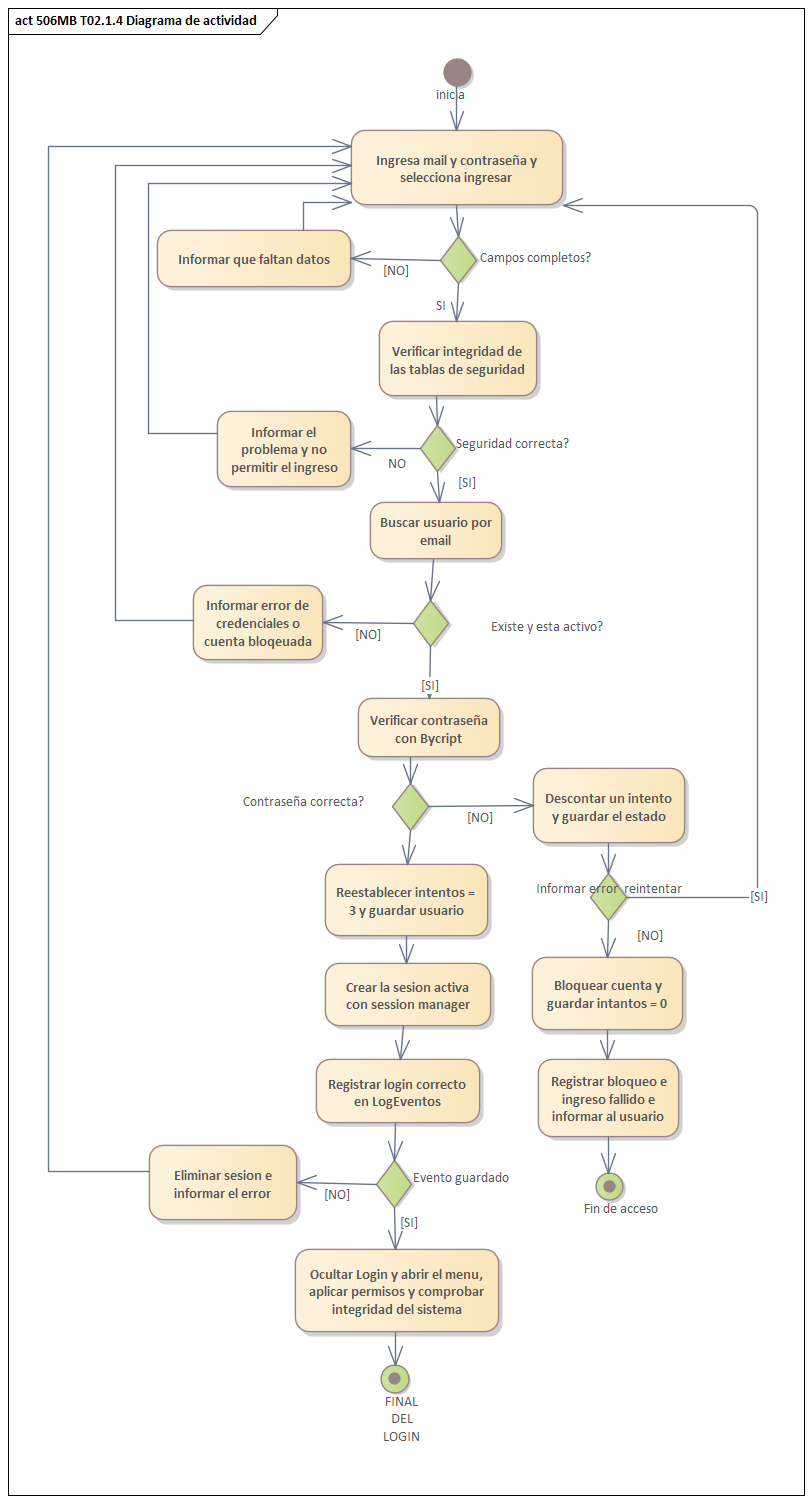 act 506MB T02.1.4 Diagrama de actividad
inicia
Ingresa mail y contraseña y
selecciona ingresar
Informar que faltan datos
[NO]
Campos completos?
SI
Verificar integridad de
las tablas de seguridad
Informar el
problema y no
permitir el ingreso
NO
Seguridad correcta?
[SI]
Buscar usuario por
email
Informar error de
credenciales o
cuenta bloqeuada
[NO]
Existe y esta activo?
[SI]
Verificar contraseña
con Bycript
Contraseña correcta?
[NO]
Descontar un intento
y guardar el estado
Reestablecer intentos =
3 y guardar usuario
Informar error, reintentar
[SI]
[NO]
Crear la sesion activa
con session manager
Bloquear cuenta y
guardar intantos = 0
Registrar login correcto
en LogEventos
Registrar bloqueo e
ingreso fallido e
informar al usuario
Eliminar sesion e
informar el error
[NO]
Evento guardado
[SI]
Fin de acceso
Ocultar Login y abrir el menu,
aplicar permisos y comprobar
integridad del sistema
FINAL
DEL
LOGIN